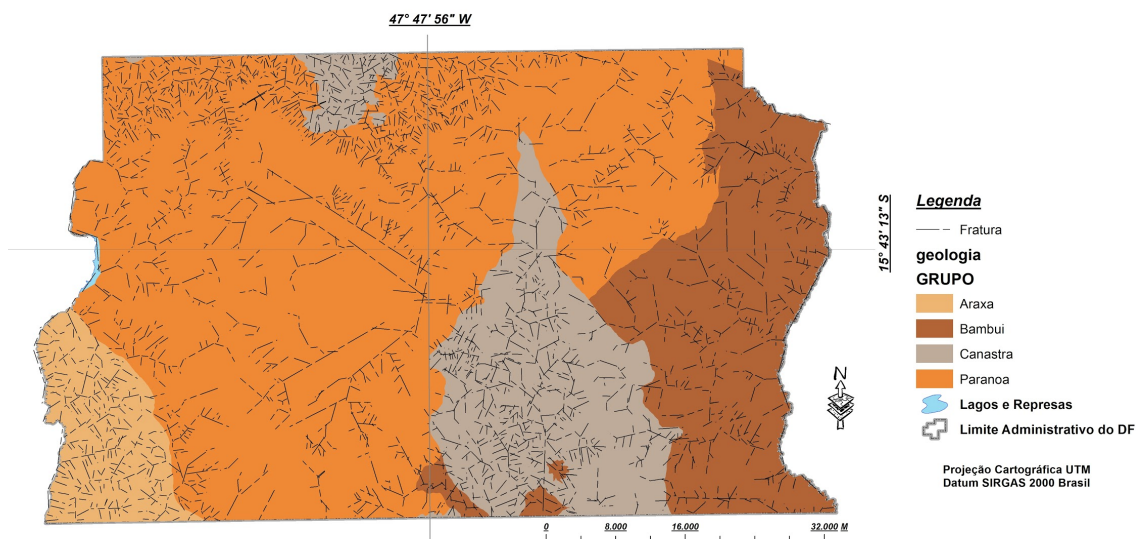 47° 47' 56" W
15° 43' 13" S
Legenda
Fratura
geologia
GRUPO
Araxa
Bambui
Canastra
Paranoa
Lagos e Represas
Limite Administrativo do DF
N
Projeção Cartográfica UTM
Datum SIRGAS 2000 Brasil
0 8.000 16.000 32.000 M